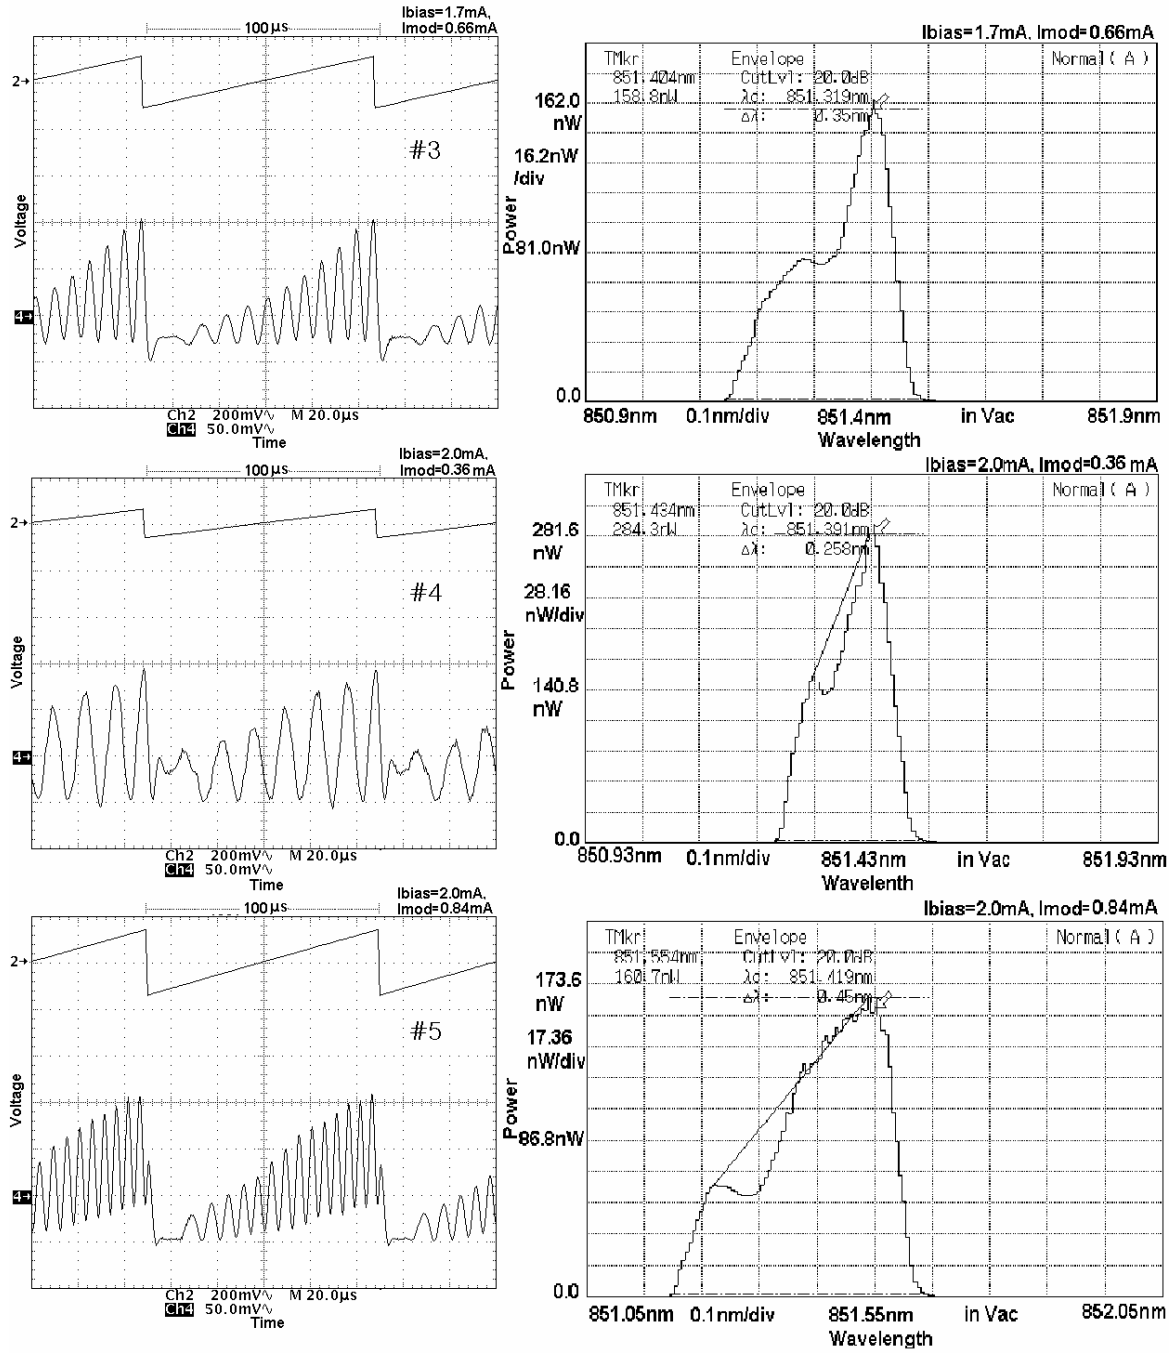 Ibias=1.7mA,
Imod=0.66mA
100µs
2→
#3
Voltage
4→
Ch2 200mV∿ M 20.0µs
Ch4 50.0mV∿
Time
Ibias=1.7mA, Imod=0.66mA
TMkr Envelope Normal(A)
851.404nm CutLvl: 20.0dB
158.8nW λc: 851.319nm
Δλ: 0.35nm
162.0
nW
16.2nW
/div
Power
81.0nW
0.0
850.9nm 0.1nm/div 851.4nm in Vac 851.9nm
Wavelength
Ibias=2.0mA,
Imod=0.36mA
100µs
2→
#4
Voltage
4→
Ch2 200mV∿ M 20.0µs
Ch4 50.0mV∿
Time
Ibias=2.0mA, Imod=0.36 mA
TMkr Envelope Normal(A)
851.434nm CutLvl: 20.0dB
284.3nW λc: 851.391nm
Δλ: 0.258nm
281.6
nW
28.16
nW/div
Power
140.8
nW
0.0
850.93nm 0.1nm/div 851.43nm in Vac 851.93nm
Wavelenth
Ibias=2.0mA,
Imod=0.84mA
100µs
2→
#5
Voltage
4→
Ch2 200mV∿ M 20.0µs
Ch4 50.0mV∿
Time
Ibias=2.0mA, Imod=0.84mA
TMkr Envelope Normal(A)
851.554nm CutLvl: 20.0dB
160.7nW λc: 851.419nm
Δλ: 0.45nm
173.6
nW
17.36
nW/div
Power
86.8nW
0.0
851.05nm 0.1nm/div 851.55nm in Vac 852.05nm
Wavelength